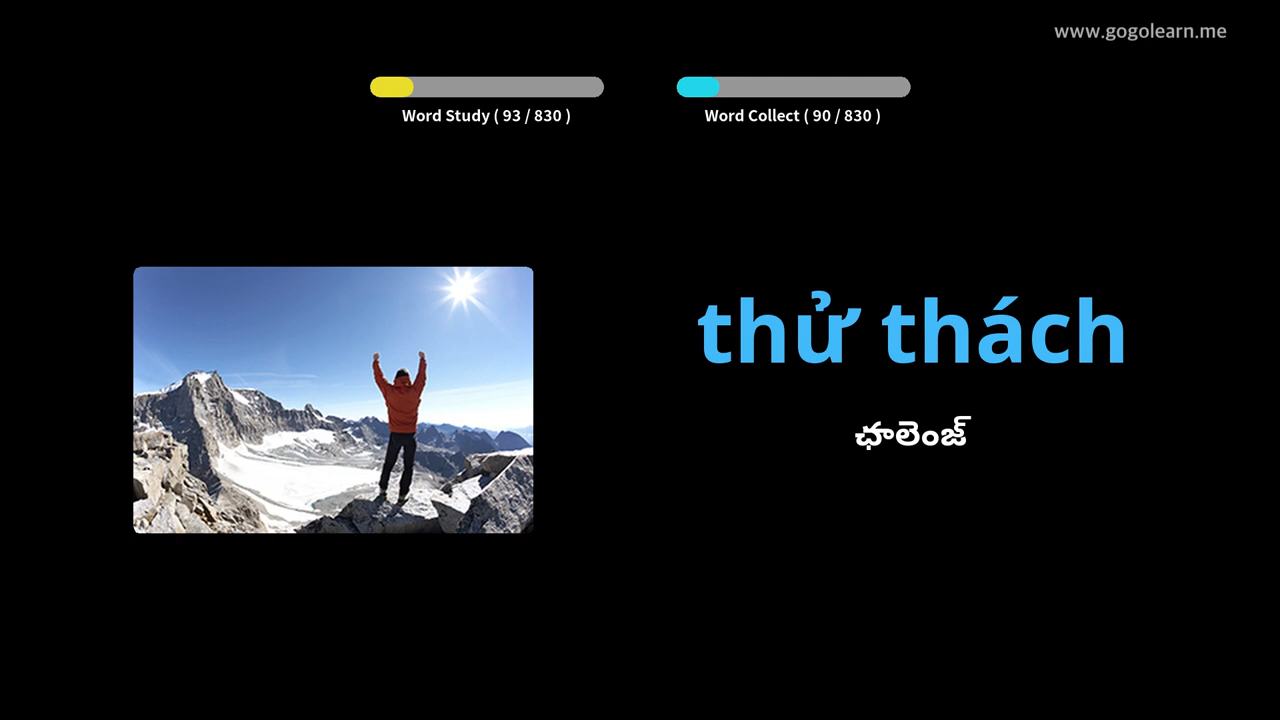 www.gogolearn.me
Word Study ( 93 / 830 )
Word Collect ( 90 / 830 )
thử thách
ఛాలెంజ్